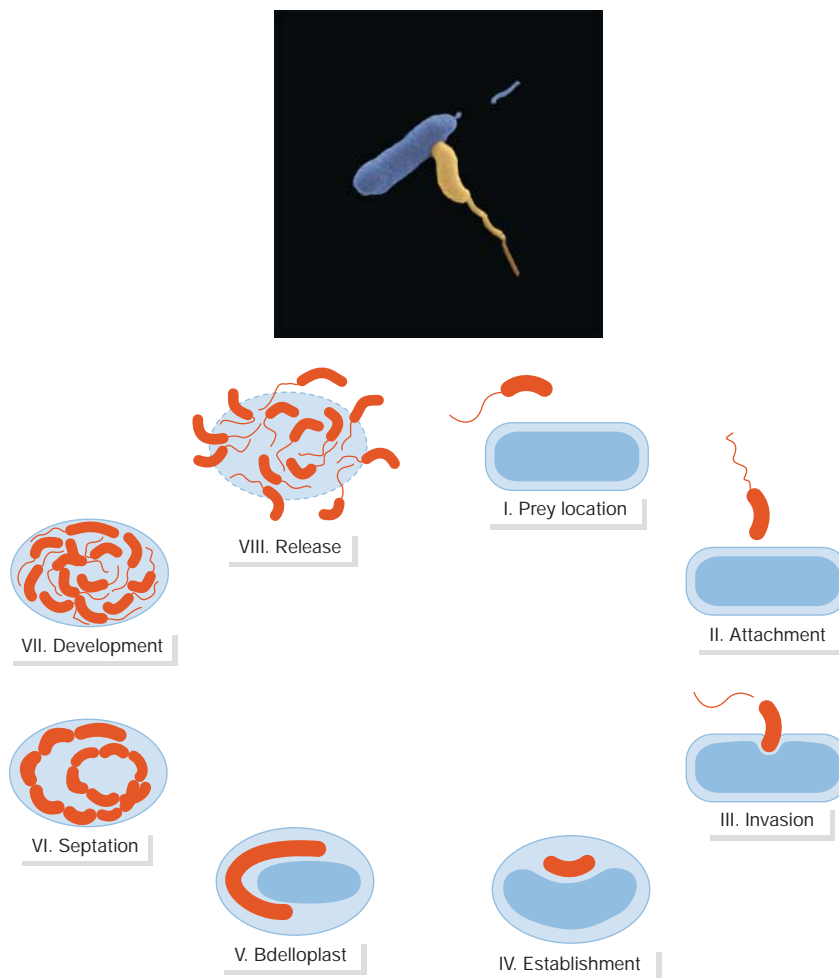 I. Prey location
II. Attachment
III. Invasion
IV. Establishment
V. Bdelloplast
VI. Septation
VII. Development
VIII. Release